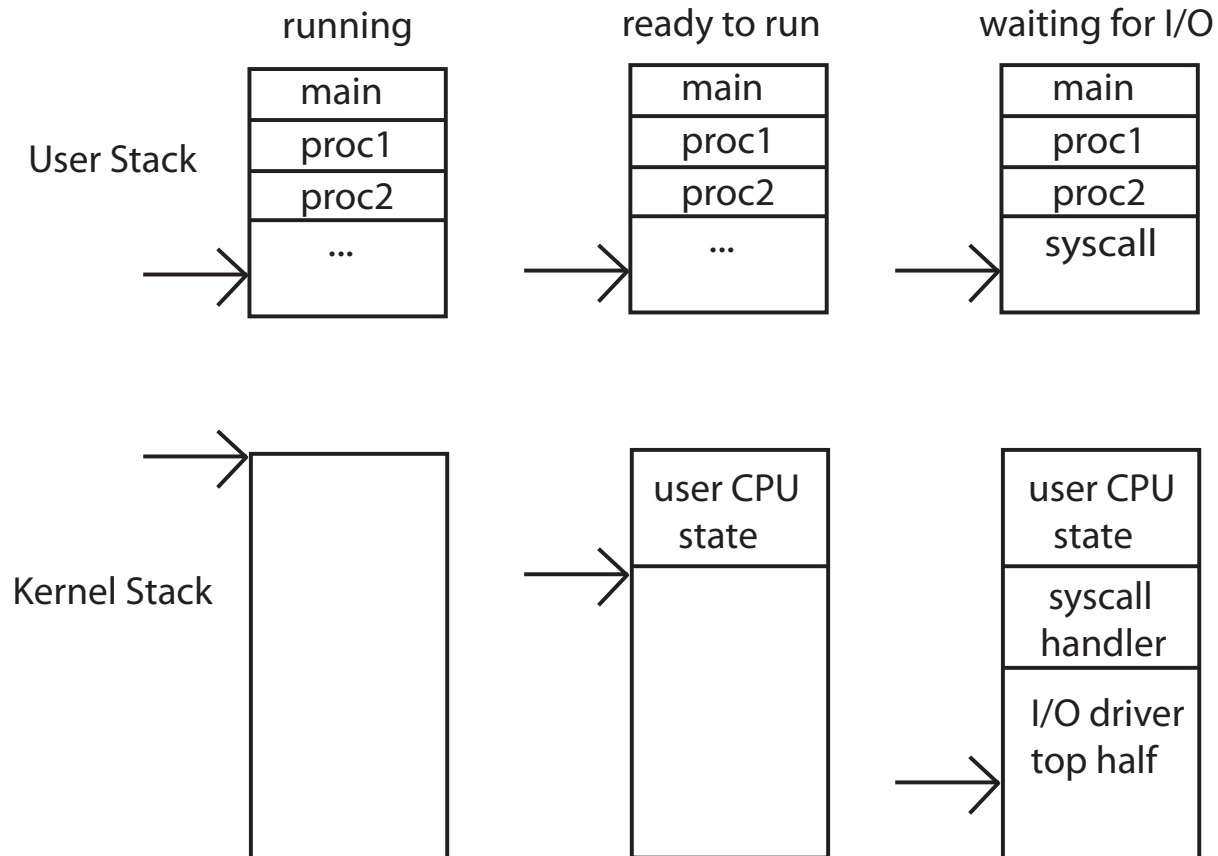 running
ready to run
waiting for I/O
User Stack
main
proc1
proc2
...
main
proc1
proc2
...
main
proc1
proc2
syscall
Kernel Stack
user CPU
state
user CPU
state
syscall
handler
I/O driver
top half